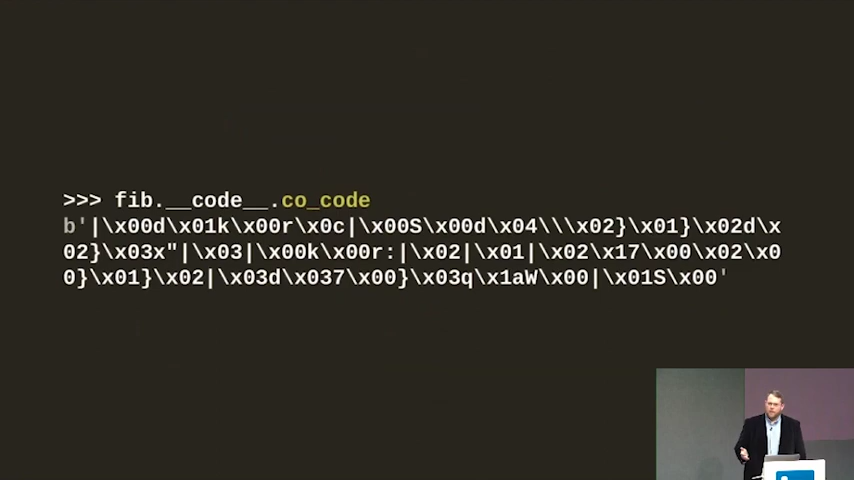 >>> fib.__code__.co_code
b'|\x00d\x01k\x00r\x0c|\x00S\x00d\x04\\\x02}\x01}\x02d\x
02}\x03x"|\x03|\x00k\x00r:|\x02|\x01|\x02\x17\x00\x02\x0
0}\x01}\x02|\x03d\x037\x00}\x03q\x1aW\x00|\x01S\x00'
in